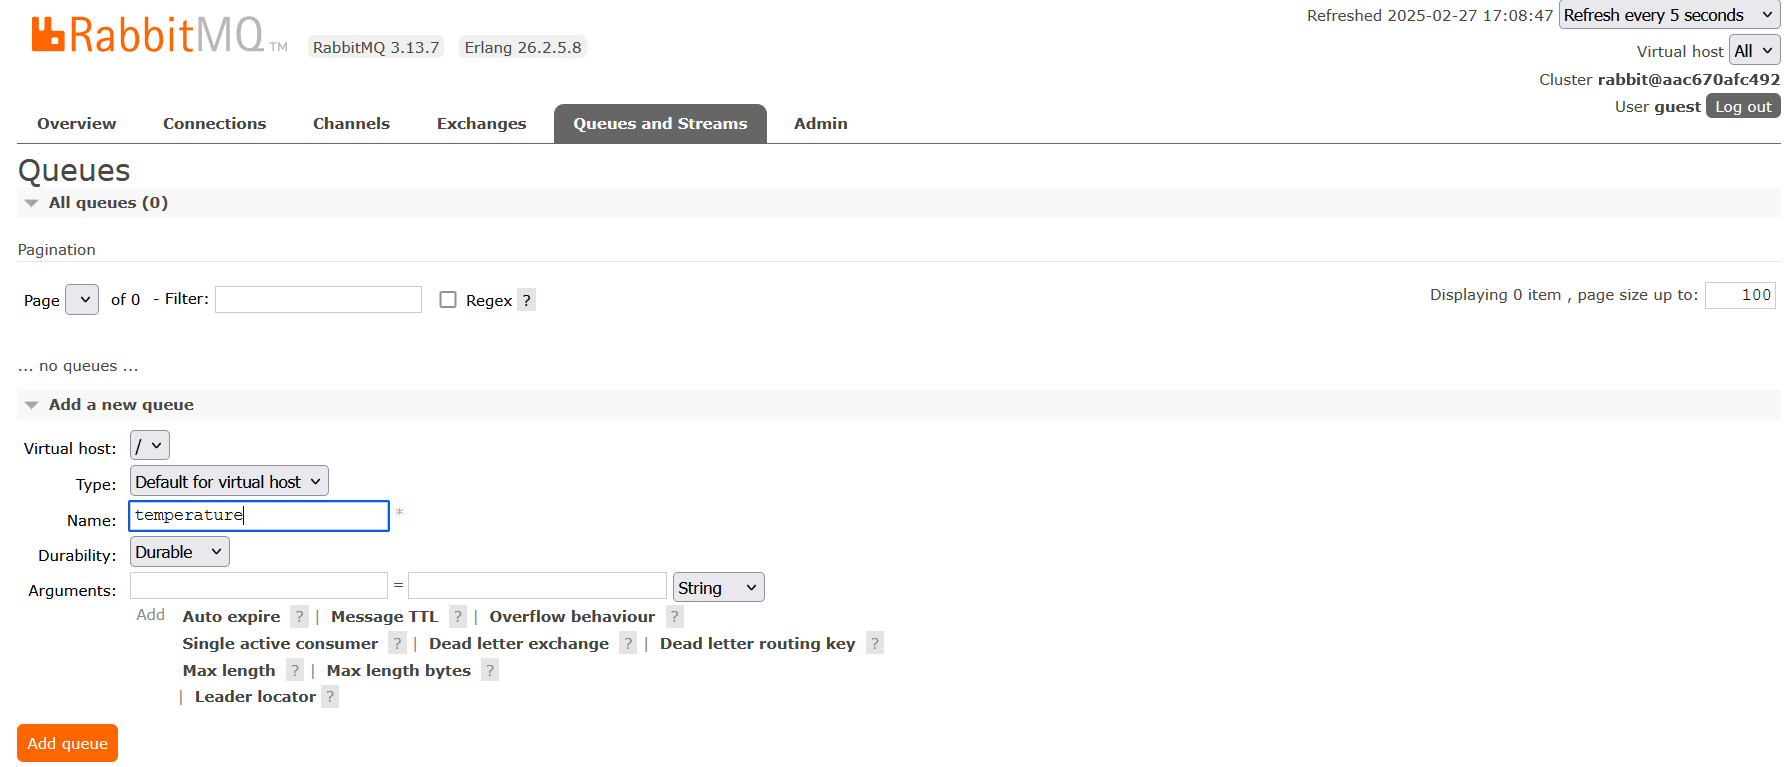 RabbitMQ TM RabbitMQ 3.13.7 Erlang 26.2.5.8
Refreshed 2025-02-27 17:08:47 Refresh every 5 seconds
Virtual host All
Cluster rabbit@aac670afc492
User guest Log out
Overview Connections Channels Exchanges Queues and Streams Admin
Queues
All queues (0)
Pagination
Page of 0 - Filter: Regex ? Displaying 0 item , page size up to: 100
... no queues ...
Add a new queue
Virtual host: /
Type: Default for virtual host
Name: temperature *
Durability: Durable
Arguments: = String
Add Auto expire ? | Message TTL ? | Overflow behaviour ?
Single active consumer ? | Dead letter exchange ? | Dead letter routing key ?
Max length ? | Max length bytes ?
| Leader locator ?
Add queue